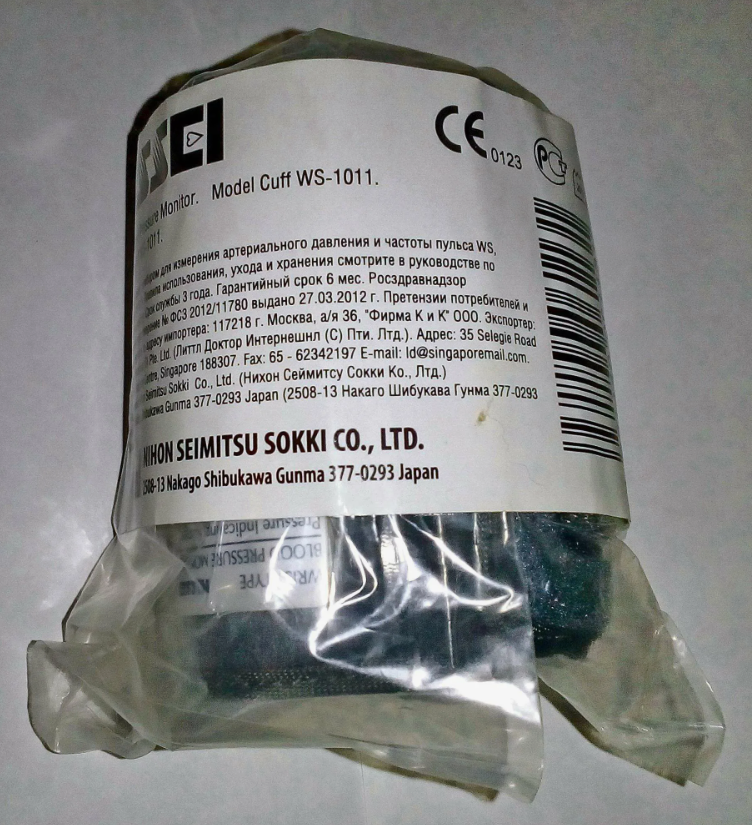 SEI
CE 0123
Monitor. Model Cuff WS-1011.
1011.
для измерения артериального давления и частоты пульса WS,
использования, ухода и хранения смотрите в руководстве по
службы 3 года. Гарантийный срок 6 мес. Росздравнадзор
№ ФСЗ 2012/11780 выдано 27.03.2012 г. Претензии потребителей и
адресу импортера: 117218 г. Москва, а/я 36, "Фирма К и К" ООО. Экспортер:
Pte. Ltd. (Литтл Доктор Интернешнл (С) Пти. Лтд.). Адрес: 35 Selegie Road
Singapore 188307. Fax: 65 - 62342197 E-mail: ld@singaporemail.com.
Seimitsu Sokki Co., Ltd. (Нихон Сеймитсу Сокки Ко., Лтд.)
Gunma 377-0293 Japan (2508-13 Накаго Шибукава Гунма 377-0293
NIHON SEIMITSU SOKKI CO., LTD.
2508-13 Nakago Shibukawa Gunma 377-0293 Japan
Pressure Indicating
BLOOD PRESSURE
TYPE